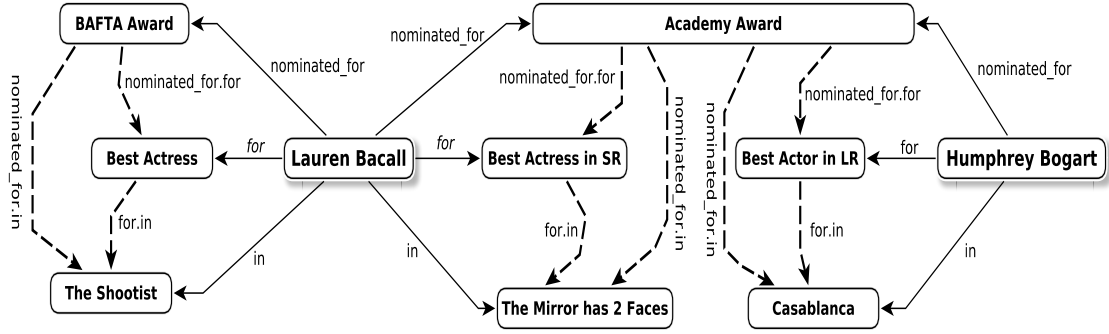 BAFTA Award
Academy Award
nominated_for
nominated_for
nominated_for
nominated_for.in
nominated_for.for
nominated_for.for
nominated_for.in
nominated_for.in
nominated_for.for
Best Actress
for
Lauren Bacall
for
Best Actress in SR
Best Actor in LR
for
Humphrey Bogart
for.in
in
in
for.in
for.in
in
The Shootist
The Mirror has 2 Faces
Casablanca